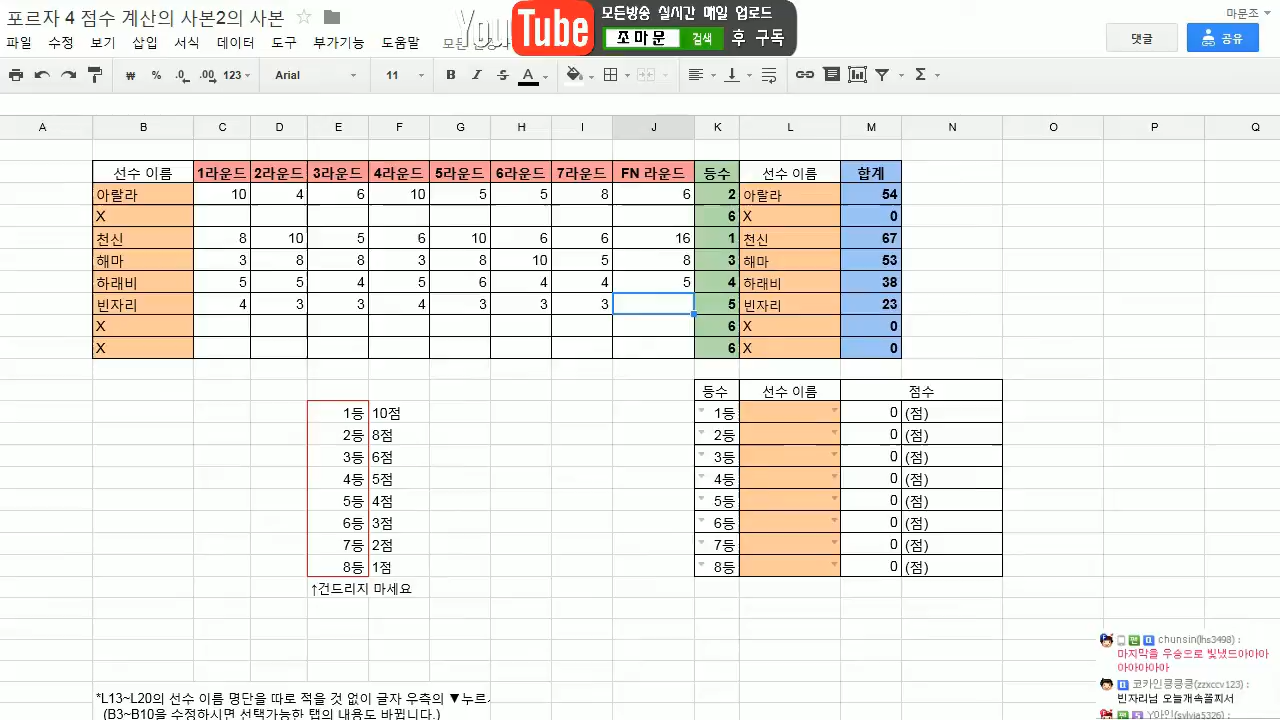 포르자 4 점수 계산의 사본2의 사본
You Tube
모든방송 실시간 매일 업로드
조마문 검색 후 구독
마문조
파일 수정 보기 삽입 서식 데이터 도구 부가기능 도움말
댓글 공유
₩ % .0 .00 123 Arial 11 B I S A Σ
A B C D E F G H I J K L M N O P Q
선수 이름 1라운드 2라운드 3라운드 4라운드 5라운드 6라운드 7라운드 FN 라운드 등수 선수 이름 합계
아랄라 10 4 6 10 5 5 8 6 2 아랄라 54
X 6 X 0
천신 8 10 5 6 10 6 6 16 1 천신 67
해마 3 8 8 3 8 10 5 8 3 해마 53
하래비 5 5 4 5 6 4 4 5 4 하래비 38
빈자리 4 3 3 4 3 3 3 5 빈자리 23
X 6 X 0
X 6 X 0
등수 선수 이름 점수
1등 10점 1등 0 (점)
2등 8점 2등 0 (점)
3등 6점 3등 0 (점)
4등 5점 4등 0 (점)
5등 4점 5등 0 (점)
6등 3점 6등 0 (점)
7등 2점 7등 0 (점)
8등 1점 8등 0 (점)
↑건드리지 마세요
chunsin(lhs3498) :
마지막을 우승으로 빛냈드아아아
아아아아아
코카인킁킁킁(zzxccv123) :
빈자리님 오늘계속꼴찌서
Y아인(sylvia5326) :
*L13~L20의 선수 이름 명단을 따로 적을 것 없이 글자 우측의 ▼누르
(B3~B10을 수정하시면 선택가능한 탭의 내용도 바뀝니다.)